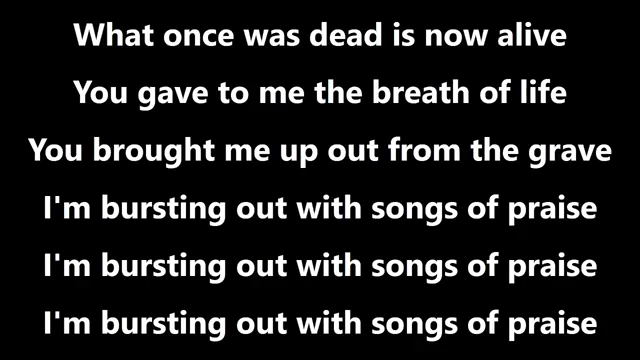 What once was dead is now alive
You gave to me the breath of life
You brought me up out from the grave
I'm bursting out with songs of praise
I'm bursting out with songs of praise
I'm bursting out with songs of praise